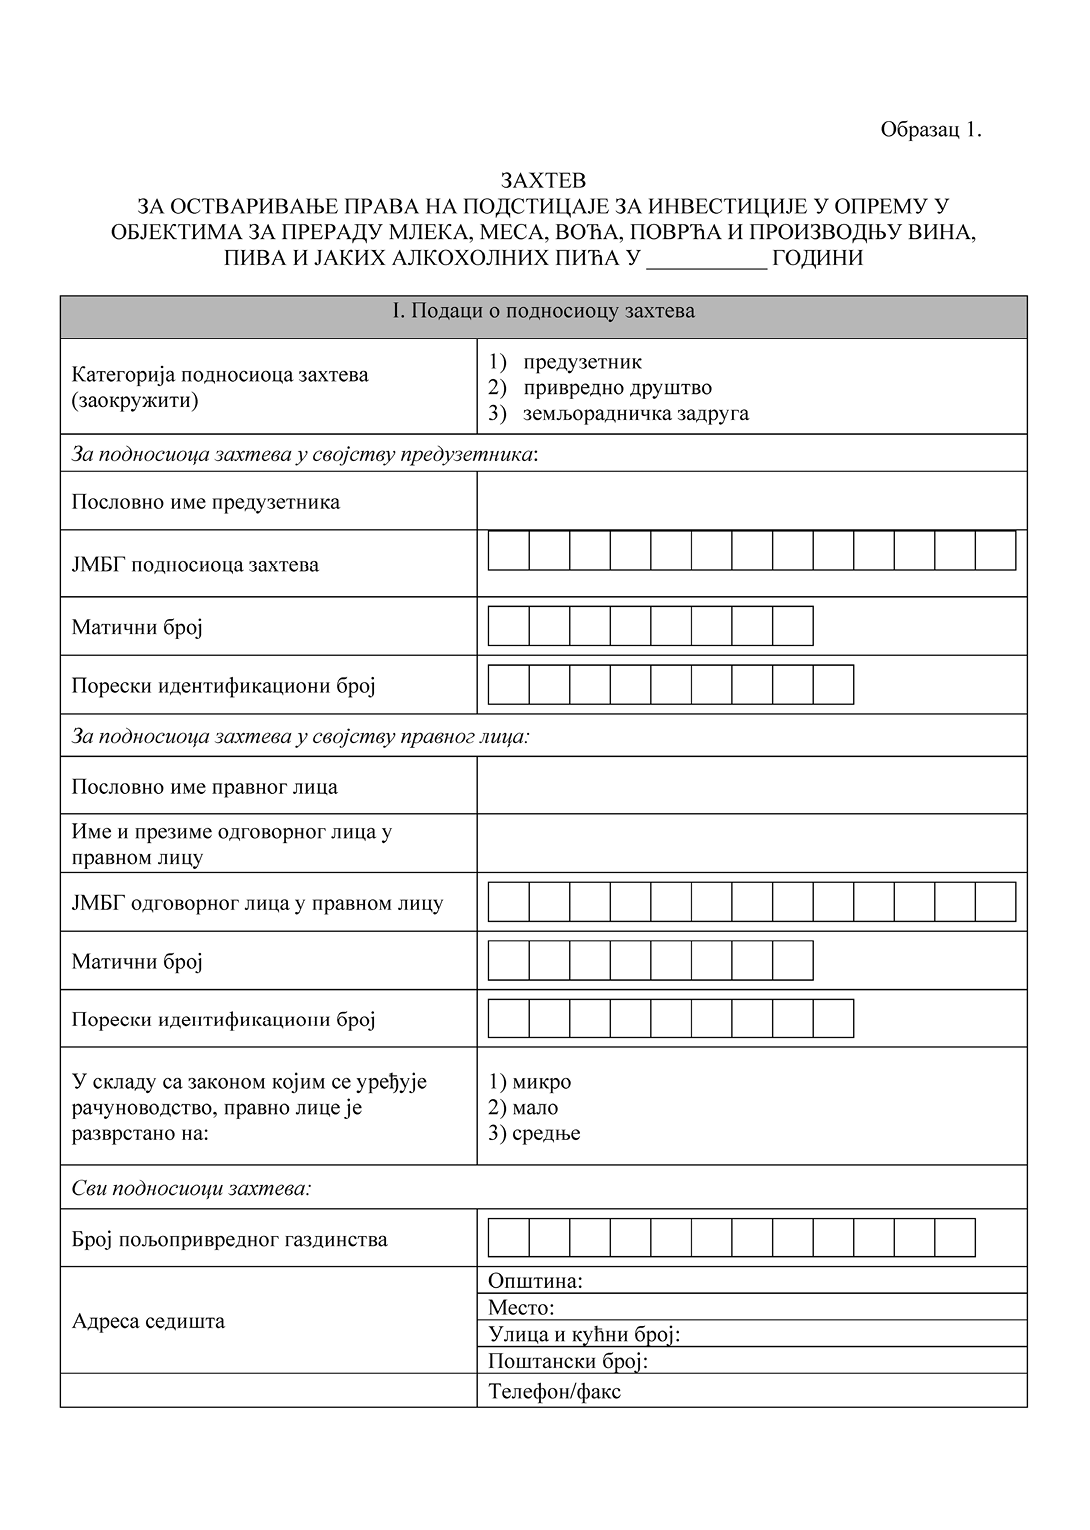 Образац 1.
ЗАХТЕВ
ЗА ОСТВАРИВАЊЕ ПРАВА НА ПОДСТИЦАЈЕ ЗА ИНВЕСТИЦИЈЕ У ОПРЕМУ У
ОБЈЕКТИМА ЗА ПРЕРАДУ МЛЕКА, МЕСА, ВОЋА, ПОВРЋА И ПРОИЗВОДЊУ ВИНА,
ПИВА И ЈАКИХ АЛКОХОЛНИХ ПИЋА У ___________ ГОДИНИ
I. Подаци о подносиоцу захтева
Категорија подносиоца захтева
(заокружити)
1) предузетник
2) привредно друштво
3) земљорадничка задруга
За подносиоца захтева у својству предузетника:
Пословно име предузетника
ЈМБГ подносиоца захтева
Матични број
Порески идентификациони број
За подносиоца захтева у својству правног лица:
Пословно име правног лица
Име и презиме одговорног лица у
правном лицу
ЈМБГ одговорног лица у правном лицу
Матични број
Порески идентификациони број
У складу са законом којим се уређује
рачуноводство, правно лице је
разврстано на:
1) микро
2) мало
3) средње
Сви подносиоци захтева:
Број пољопривредног газдинства
Адреса седишта
Општина:
Место:
Улица и кућни број:
Поштански број:
Телефон/факс